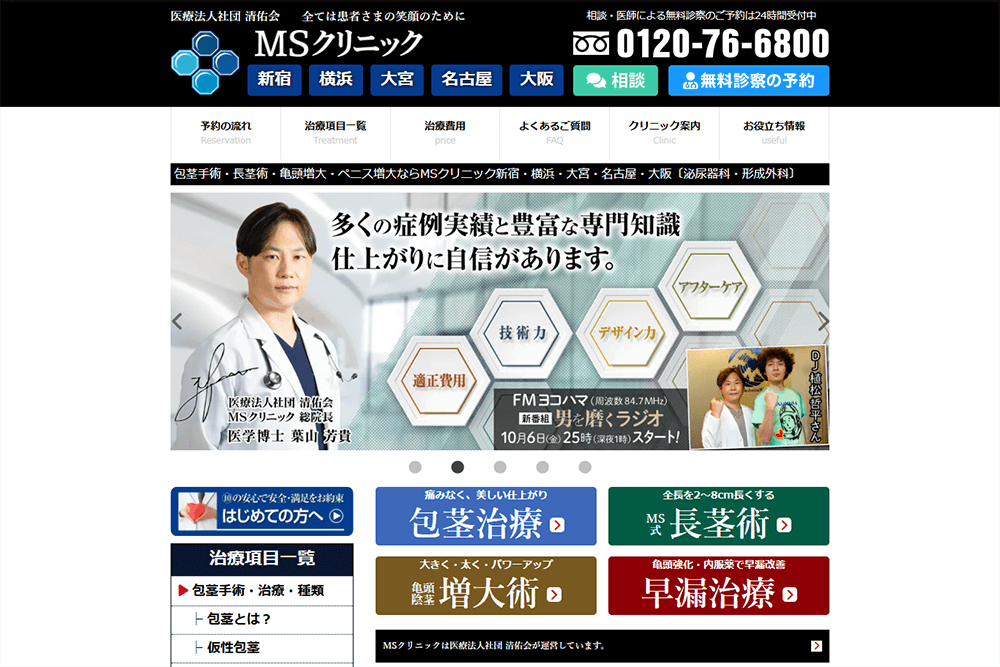 医療法人社団 清佑会　全ては患者さまの笑顔のために
MSクリニック
新宿 横浜 大宮 名古屋 大阪
相談・医師による無料診察のご予約は24時間受付中
0120-76-6800
相談 無料診察の予約
予約の流れ 治療項目一覧 治療費用 よくあるご質問 クリニック案内 お役立ち情報
Reservation Treatment price FAQ Clinic useful
包茎手術・長茎術・亀頭増大・ペニス増大ならMSクリニック新宿・横浜・大宮・名古屋・大阪〔泌尿器科・形成外科〕
多くの症例実績と豊富な専門知識
仕上がりに自信があります。
適正費用
技術力
デザイン力
アフターケア
医療法人社団 清佑会
MSクリニック 総院長
医学博士 葉山 芳貴
FMヨコハマ（周波数 84.7MHz）
新番組 男を磨くラジオ
10月6日(金)25時(深夜1時)スタート!
DJ植松哲平さん
⑩の安心で安全・満足をお約束
はじめての方へ
治療項目一覧
包茎手術・治療・種類
├ 包茎とは？
├ 仮性包茎
痛みなく、美しい仕上がり
包茎治療
全長を2〜8cm長くする
MS式 長茎術
大きく・太く・パワーアップ
亀頭陰茎 増大術
亀頭強化・内服薬で早漏改善
早漏治療
MSクリニックは医療法人社団 清佑会が運営しています。